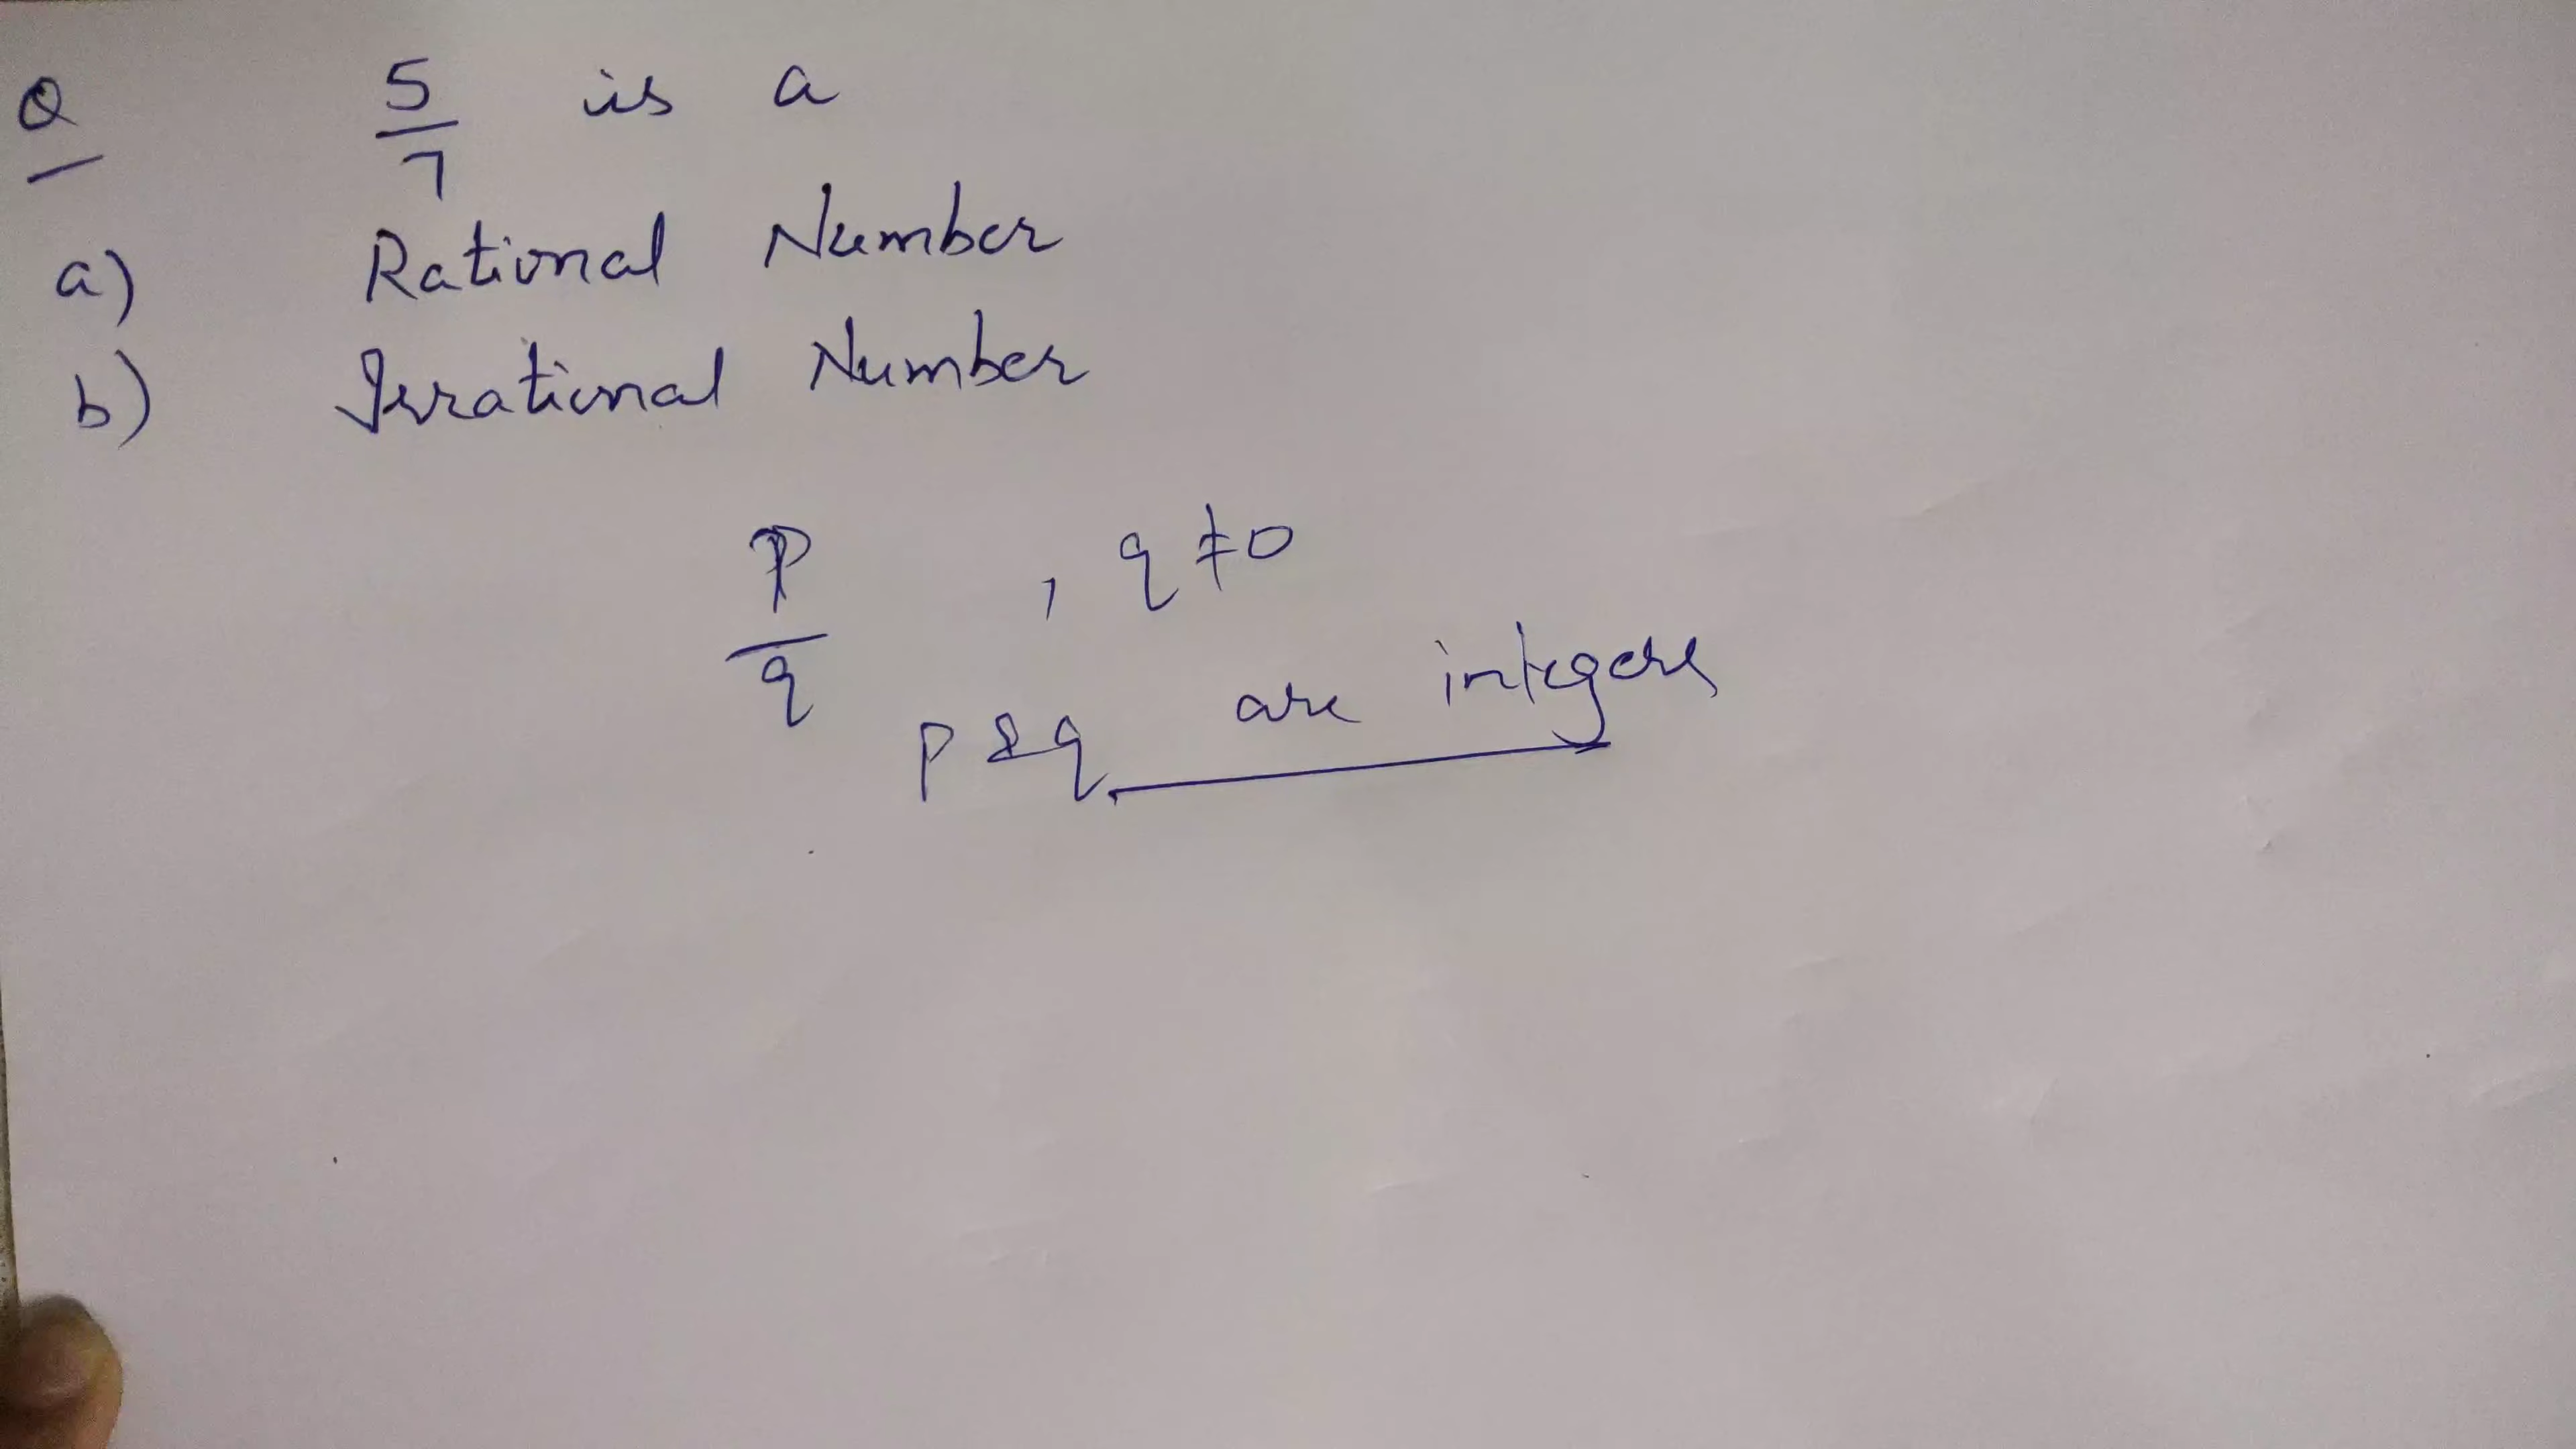 Q 5/7 is a
a) Rational Number
b) Irrational Number
p/q , q ≠ 0
p & q are integers